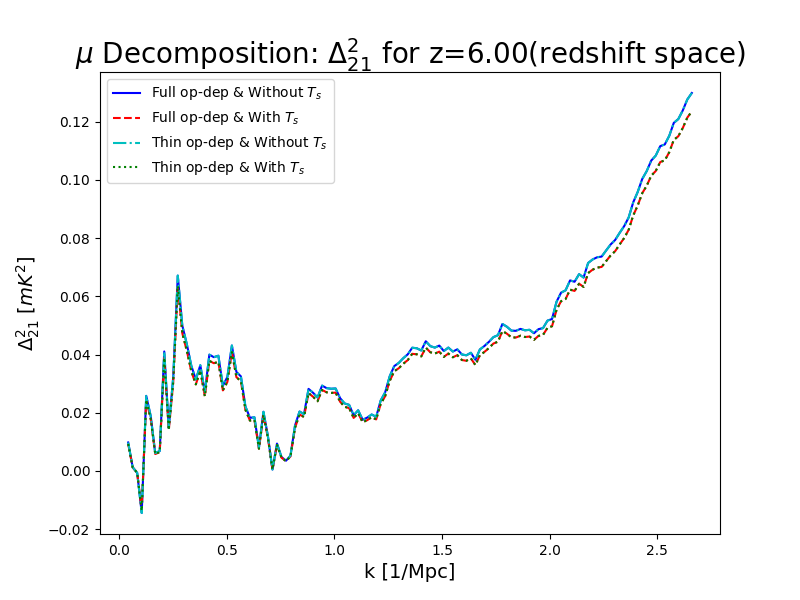 μ Decomposition: Δ²₂₁ for z=6.00(redshift space)
Full op-dep & Without Tₛ
Full op-dep & With Tₛ
Thin op-dep & Without Tₛ
Thin op-dep & With Tₛ
Δ²₂₁ [mK²]
0.12
0.10
0.08
0.06
0.04
0.02
0.00
−0.02
0.0 0.5 1.0 1.5 2.0 2.5
k [1/Mpc]